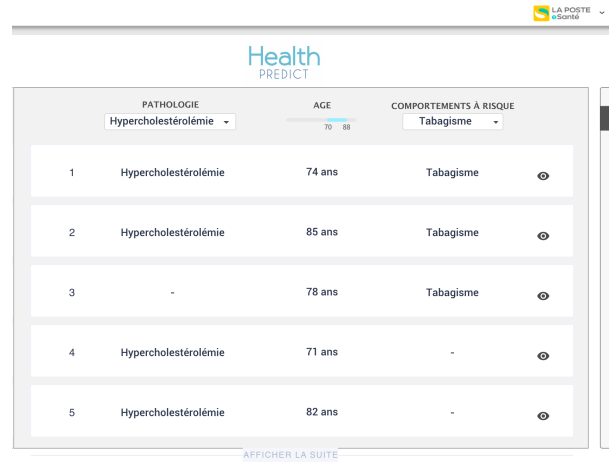 LA POSTE
eSanté
Health
PREDICT
PATHOLOGIE AGE COMPORTEMENTS À RISQUE
Hypercholestérolémie 70 88 Tabagisme
1 Hypercholestérolémie 74 ans Tabagisme
2 Hypercholestérolémie 85 ans Tabagisme
3 - 78 ans Tabagisme
4 Hypercholestérolémie 71 ans -
5 Hypercholestérolémie 82 ans -
AFFICHER LA SUITE